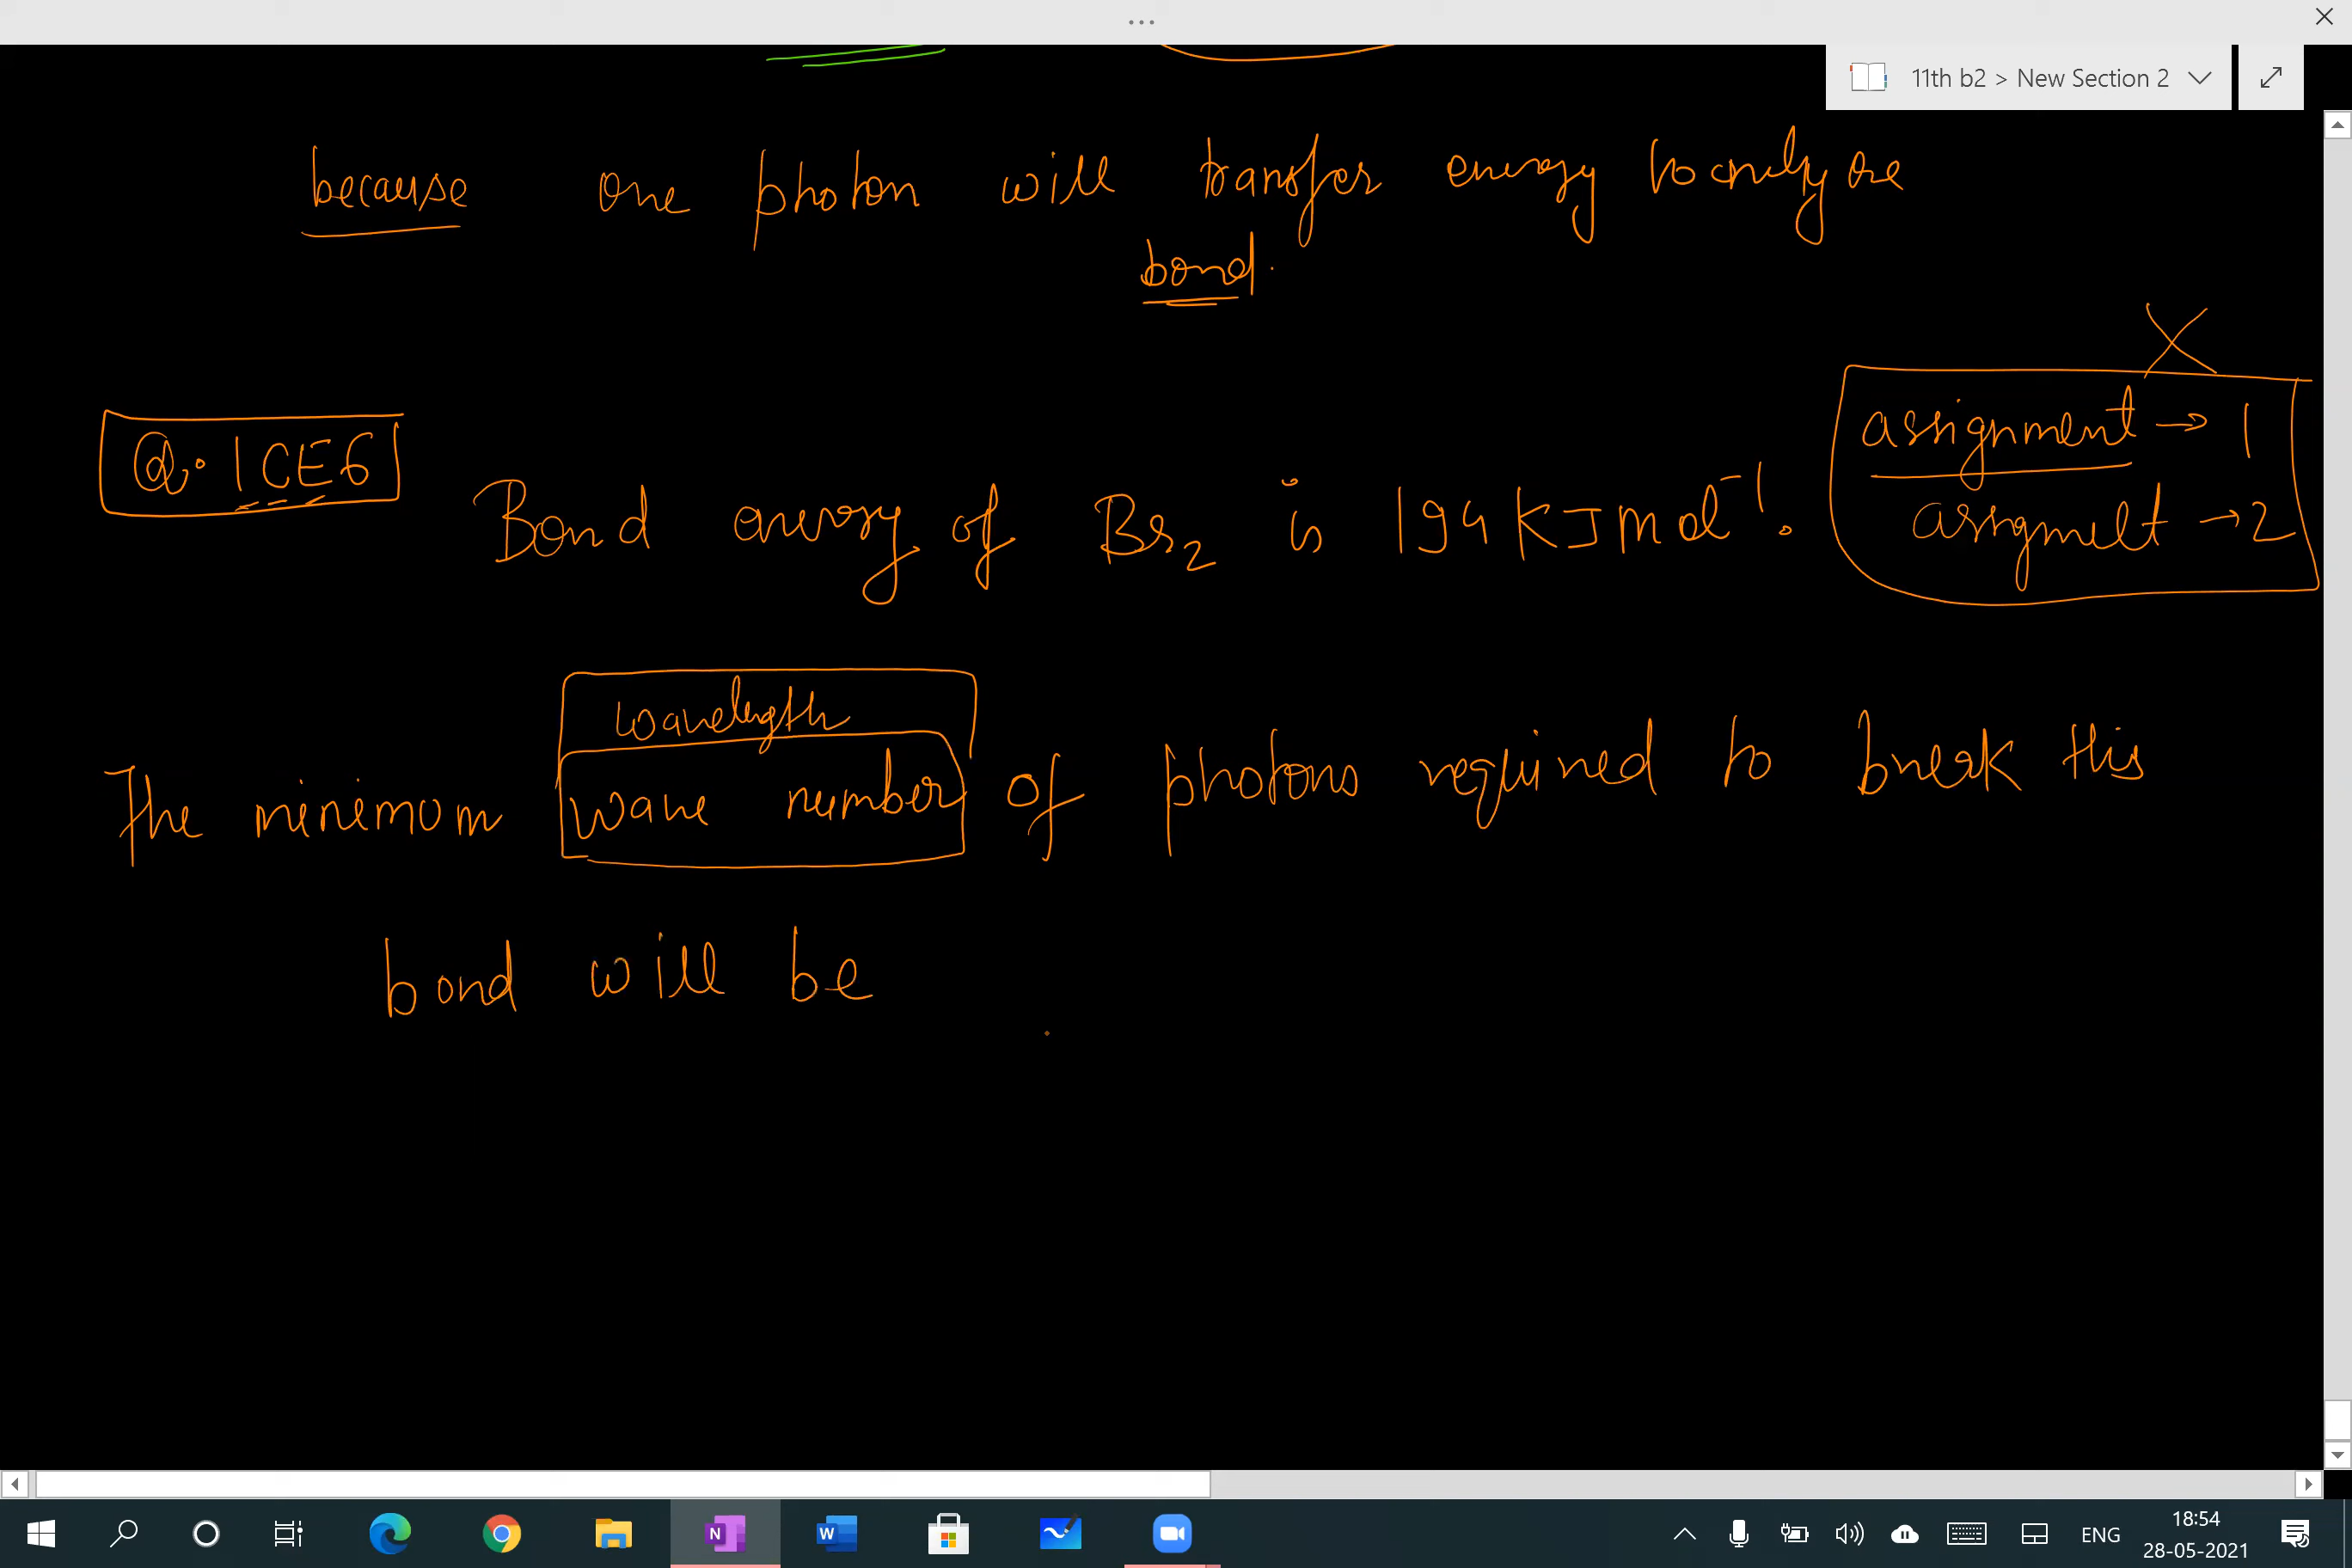 11th b2 > New Section 2
because one photon will transfer energy to only one
bond.
assignment → 1
Q. ICE6
Bond energy of Br2 is 194 KJ mol⁻¹.
assignmelt → 2
wavelength
The minimum wave number of photons required to break this
bond will be
ENG
18:54
28-05-2021